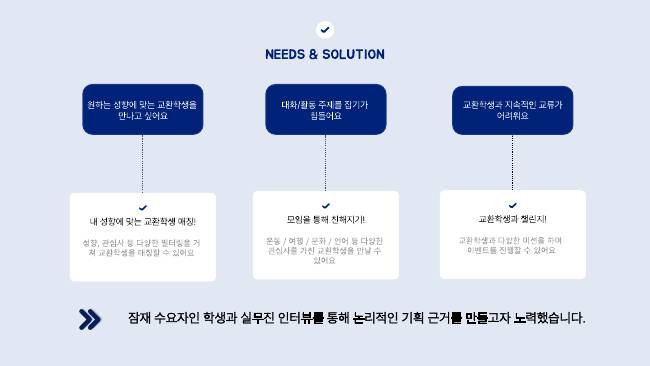 NEEDS & SOLUTION
원하는 성향에 맞는 교환학생을
만나고 싶어요
대화/활동 주제를 잡기가
힘들어요
교환학생과 지속적인 교류가
어려워요
내 성향에 맞는 교환학생 매칭!
성향, 관심사 등 다양한 필터링을 거
쳐 교환학생을 매칭할 수 있어요
모임을 통해 친해지기!
운동 / 여행 / 문화 / 언어 등 다양한
관심사를 가진 교환학생을 만날 수
있어요
교환학생과 챌린지!
교환학생과 다양한 미션을 하며
이벤트를 진행할 수 있어요
잠재 수요자인 학생과 실무진 인터뷰를 통해 논리적인 기획 근거를 만들고자 노력했습니다.